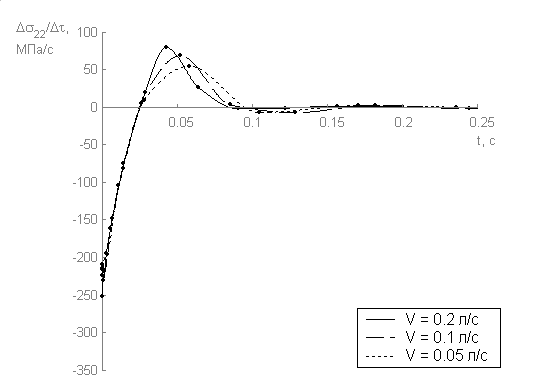 Δσ22/Δτ,
МПа/с
100
50
0
-50
-100
-150
-200
-250
-300
-350
0.05
0.1
0.15
0.2
0.25
t, с
V = 0.2 л/с
V = 0.1 л/с
V = 0.05 л/с